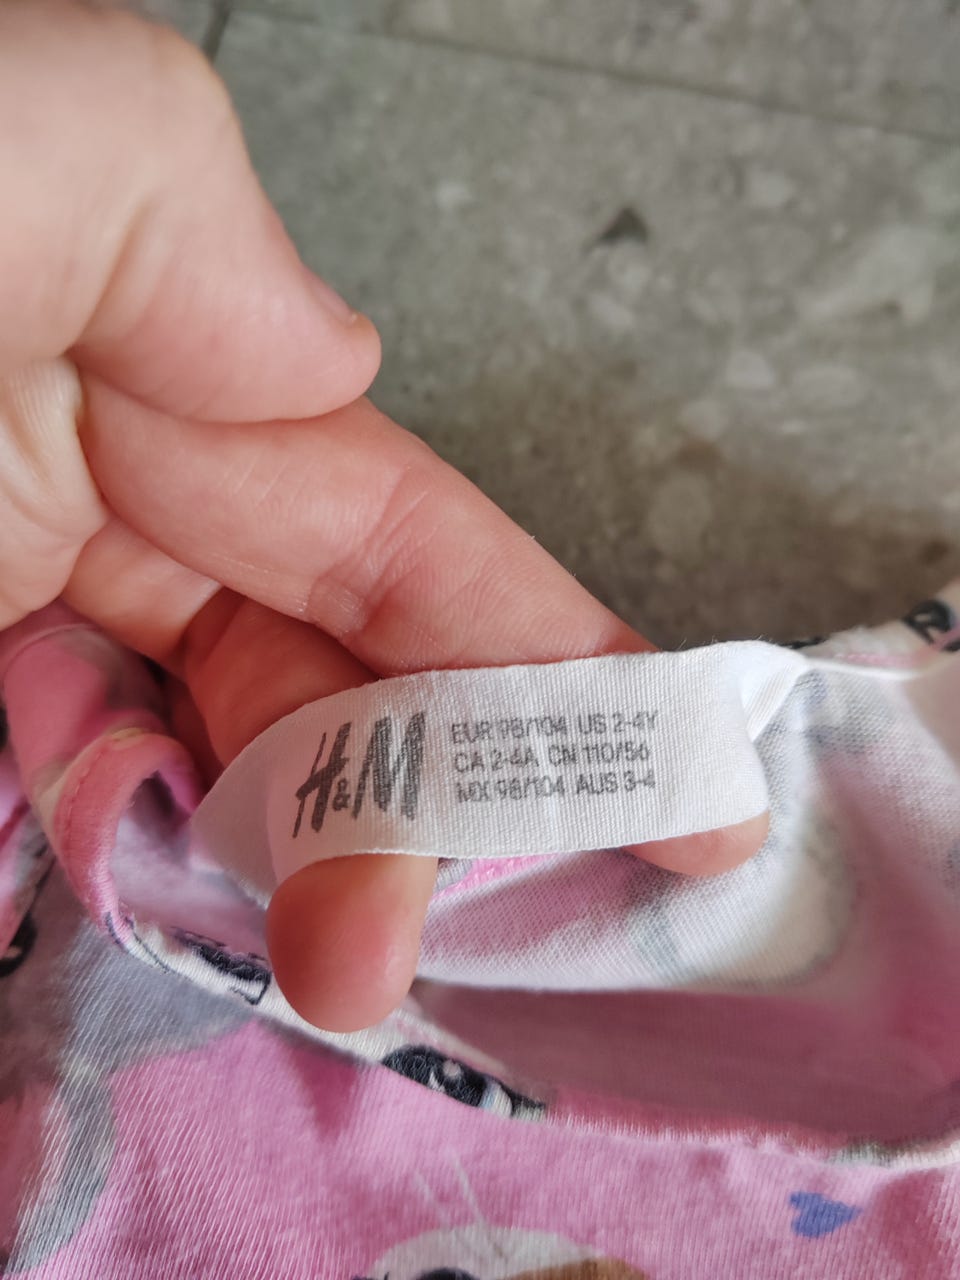 H&M
EUR 98/104 US 2-4Y
CA 2-4A CN 110/56
MX 98/104 AUS 3-4